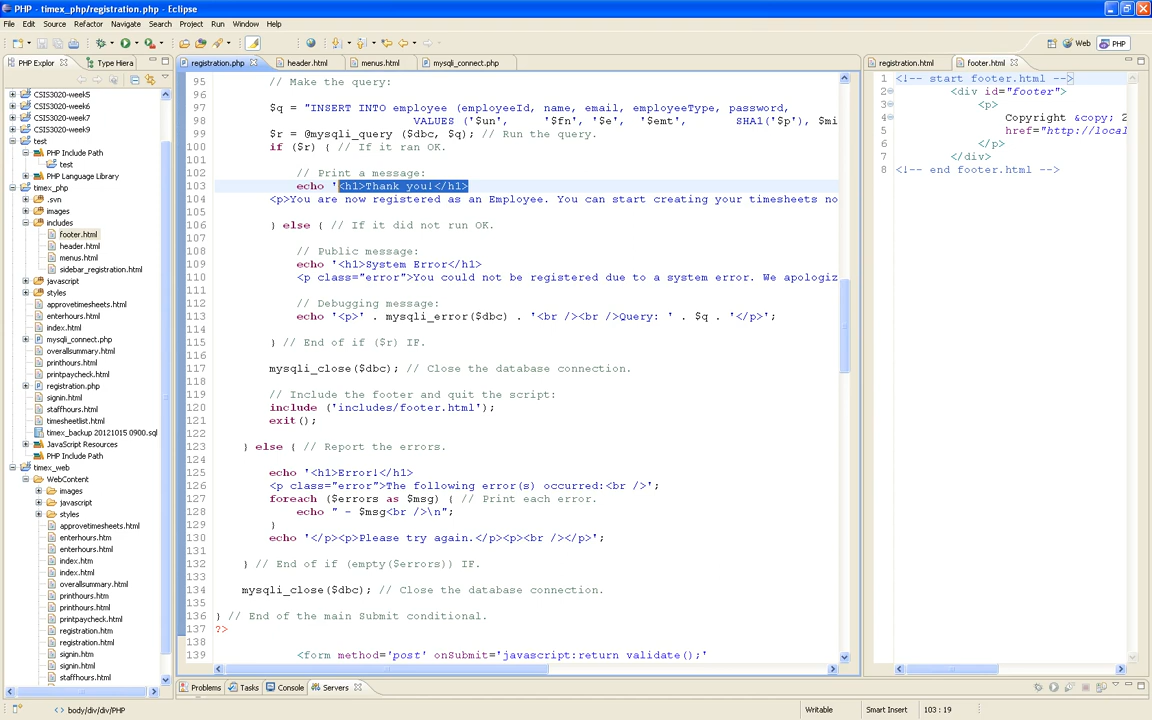 PHP - timex_php/registration.php - Eclipse
File Edit Source Refactor Navigate Search Project Run Window Help
Web PHP
PHP Explor Type Hiera
CSIS3020-week5
CSIS3020-week6
CSIS3020-week7
CSIS3020-week9
test
PHP Include Path
test
PHP Language Library
timex_php
.svn
images
includes
footer.html
header.html
menus.html
sidebar_registration.html
javascript
styles
approvetimesheets.html
enterhours.html
index.html
mysqli_connect.php
overallsummary.html
printhours.html
printpaycheck.html
registration.php
signin.html
staffhours.html
timesheetlist.html
timex_backup 20121015 0900.sql
JavaScript Resources
PHP Include Path
timex_web
WebContent
images
javascript
styles
approvetimesheets.html
enterhours.htm
enterhours.html
index.htm
index.html
overallsummary.html
printhours.htm
printhours.html
printpaycheck.html
registration.htm
registration.html
signin.htm
signin.html
staffhours.html
registration.php header.html menus.html mysqli_connect.php
95 // Make the query:
96
97 $q = "INSERT INTO employee (employeeId, name, email, employeeType, password,
98 VALUES ('$un', '$fn', '$e', '$emt', SHA1('$p'), $mi
99 $r = @mysqli_query ($dbc, $q); // Run the query.
100 if ($r) { // If it ran OK.
101
102 // Print a message:
103 echo '<h1>Thank you!</h1>
104 <p>You are now registered as an Employee. You can start creating your timesheets no
105
106 } else { // If it did not run OK.
107
108 // Public message:
109 echo '<h1>System Error</h1>
110 <p class="error">You could not be registered due to a system error. We apologiz
111
112 // Debugging message:
113 echo '<p>' . mysqli_error($dbc) . '<br /><br />Query: ' . $q . '</p>';
114
115 } // End of if ($r) IF.
116
117 mysqli_close($dbc); // Close the database connection.
118
119 // Include the footer and quit the script:
120 include ('includes/footer.html');
121 exit();
122
123 } else { // Report the errors.
124
125 echo '<h1>Error!</h1>
126 <p class="error">The following error(s) occurred:<br />';
127 foreach ($errors as $msg) { // Print each error.
128 echo " - $msg<br />\n";
129 }
130 echo '</p><p>Please try again.</p><p><br /></p>';
131
132 } // End of if (empty($errors)) IF.
133
134 mysqli_close($dbc); // Close the database connection.
135
136 } // End of the main Submit conditional.
137 ?>
138
139 <form method='post' onSubmit='javascript:return validate();'
registration.html footer.html
1 <!-- start footer.html -->
2 <div id="footer">
3 <p>
4 Copyright &copy; 2
5 href="http://local
6 </p>
7 </div>
8 <!-- end footer.html -->
Problems Tasks Console Servers
body/div/div/PHP Writable Smart Insert 103 : 19